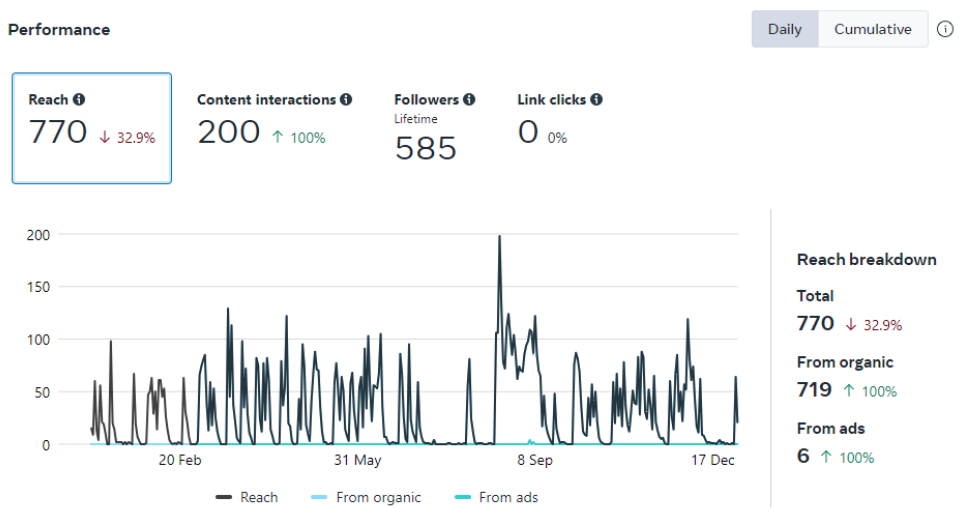 Performance
Daily
Cumulative
Reach
770 ↓ 32.9%
Content interactions
200 ↑ 100%
Followers
Lifetime
585
Link clicks
0 0%
200
150
100
50
0
20 Feb
31 May
8 Sep
17 Dec
Reach
From organic
From ads
Reach breakdown
Total
770 ↓ 32.9%
From organic
719 ↑ 100%
From ads
6 ↑ 100%